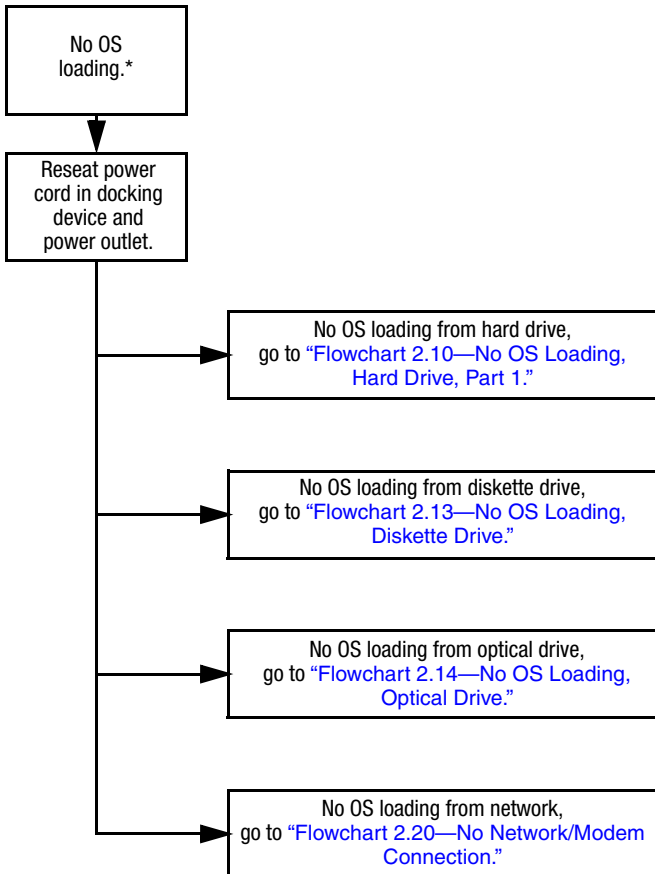 No OS
loading.*
Reseat power
cord in docking
device and
power outlet.
No OS loading from hard drive,
go to “Flowchart 2.10—No OS Loading,
Hard Drive, Part 1.”
No OS loading from diskette drive,
go to “Flowchart 2.13—No OS Loading,
Diskette Drive.”
No OS loading from optical drive,
go to “Flowchart 2.14—No OS Loading,
Optical Drive.”
No OS loading from network,
go to “Flowchart 2.20—No Network/Modem
Connection.”